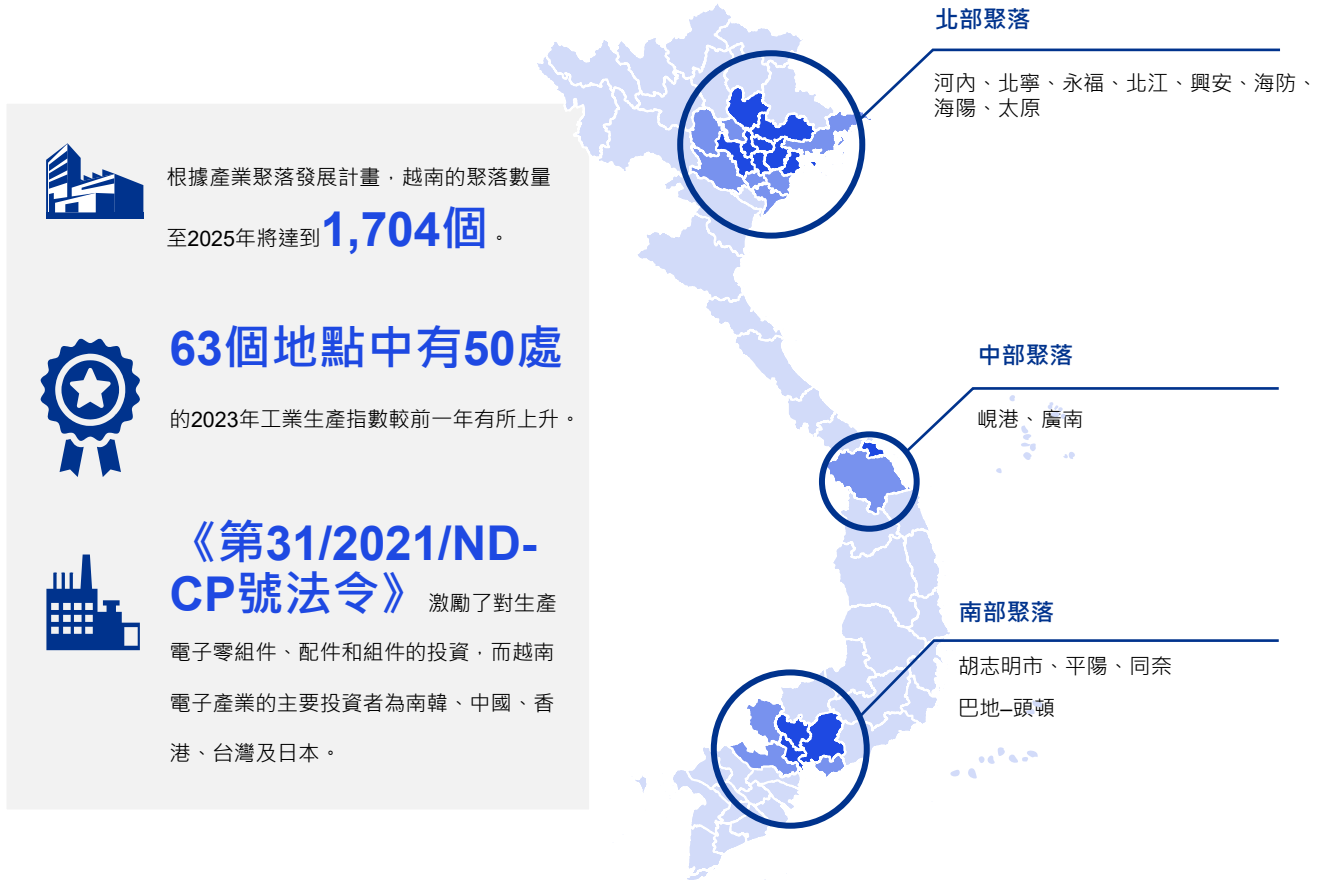 根據產業聚落發展計畫，越南的聚落數量
至2025年將達到1,704個。
63個地點中有50處
的2023年工業生產指數較前一年有所上升。
《第31/2021/ND-
CP號法令》激勵了對生產
電子零組件、配件和組件的投資，而越南
電子產業的主要投資者為南韓、中國、香
港、台灣及日本。
北部聚落
河內、北寧、永福、北江、興安、海防、
海陽、太原
中部聚落
峴港、廣南
南部聚落
胡志明市、平陽、同奈
巴地–頭頓